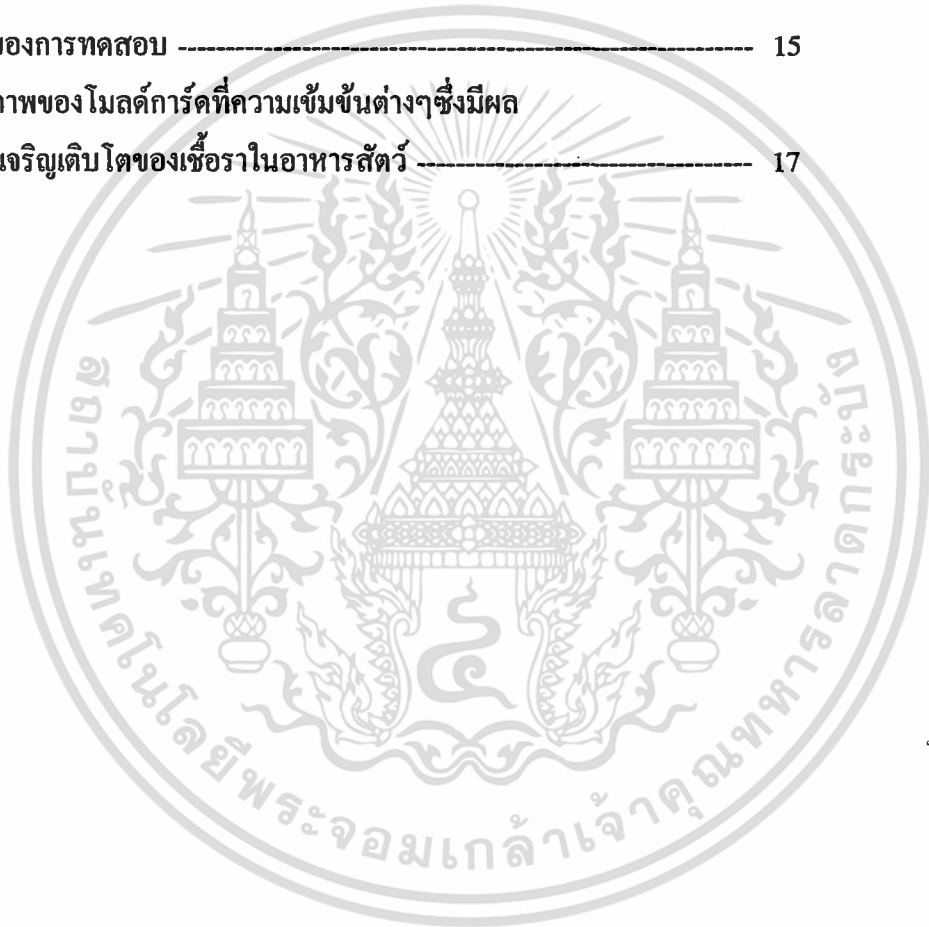 ของการทดสอบ ---------------------------------------------------------------- 15
ภาพของโมลด์การ์ดที่ความเข้มข้นต่างๆซึ่งมีผล
นเจริญเติบโตของเชื้อราในอาหารสัตว์ ------------------------------------- 17
สถาบันเทคโนโลยีพระจอมเกล้าเจ้าคุณทหารลาดกระบัง
๔